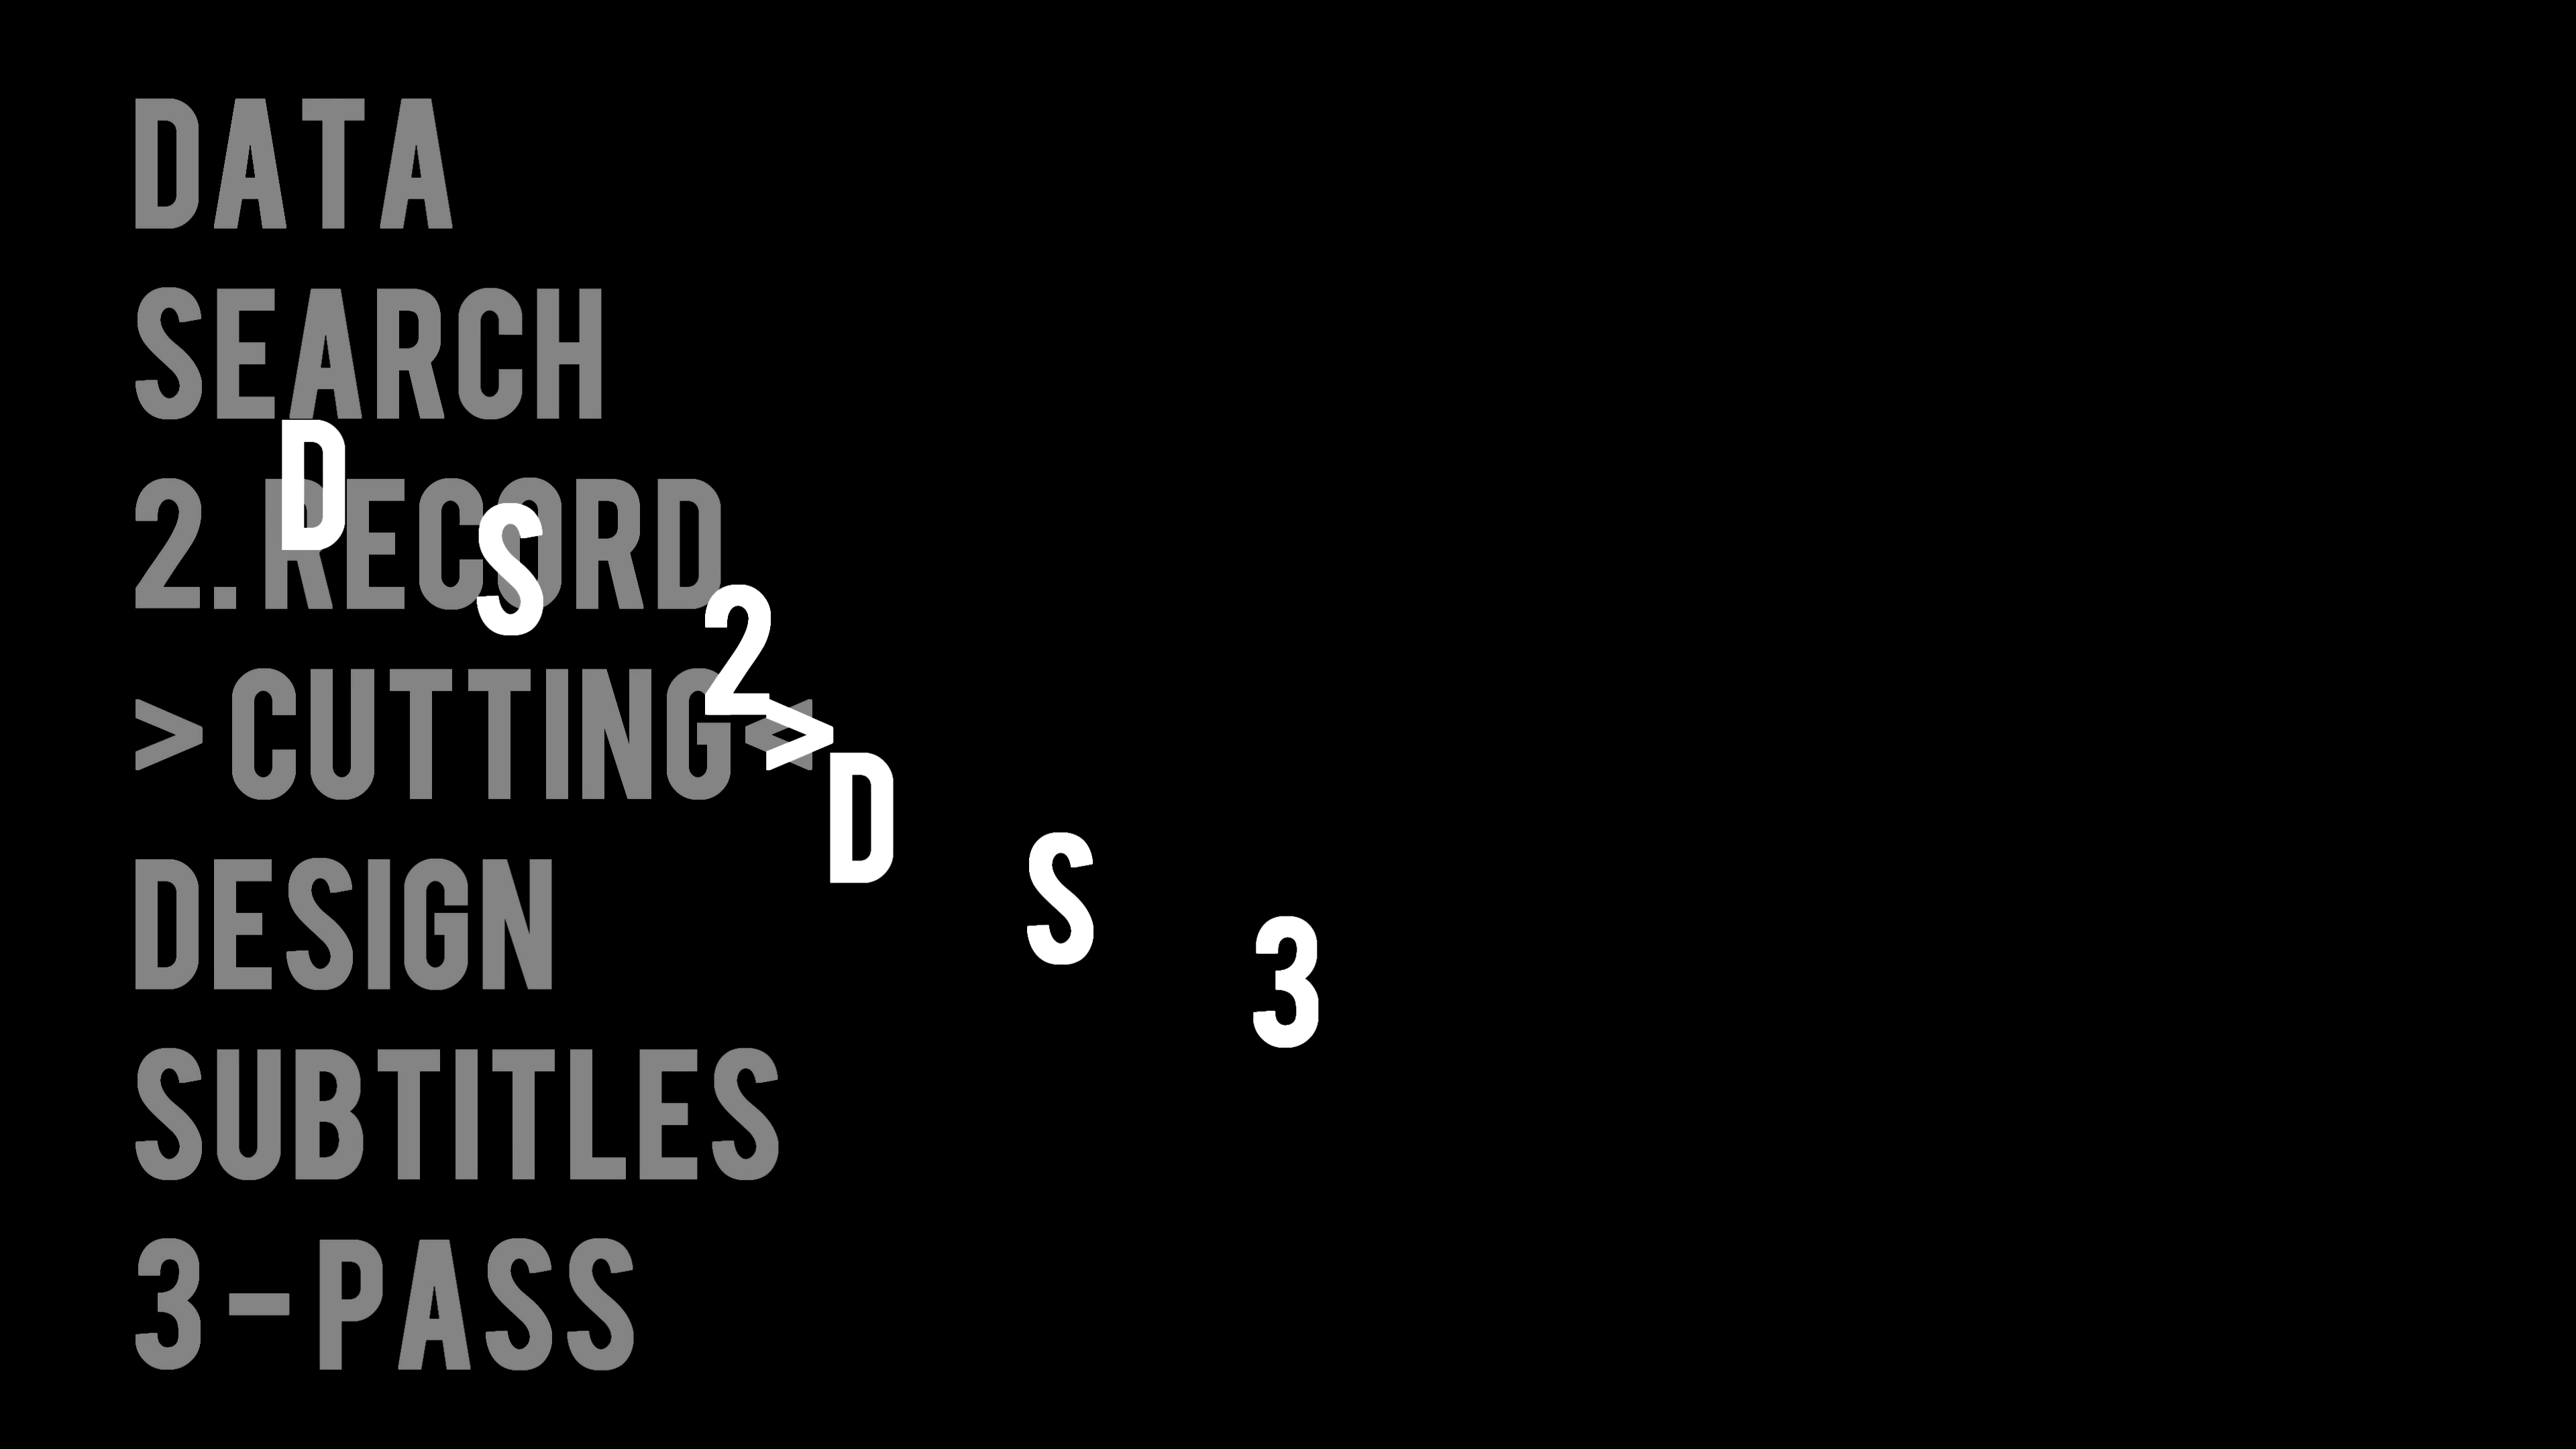 DATA
SEARCH
2.RECORD
>CUTTING<
DESIGN
SUBTITLES
3-PASS
D
S
2
>
D
S
3